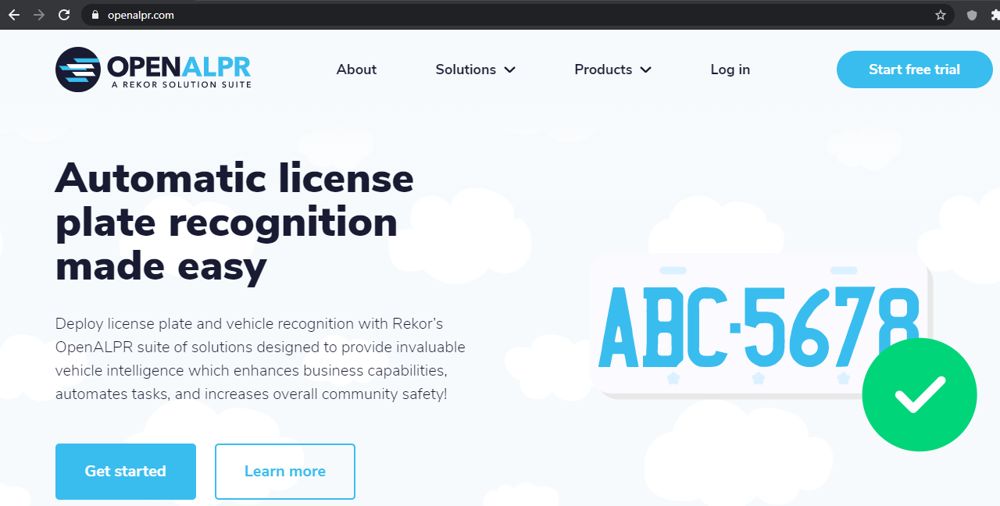 openalpr.com
OPENALPR
A REKOR SOLUTION SUITE
About Solutions Products Log in Start free trial
Automatic license
plate recognition
made easy
Deploy license plate and vehicle recognition with Rekor’s
OpenALPR suite of solutions designed to provide invaluable
vehicle intelligence which enhances business capabilities,
automates tasks, and increases overall community safety!
ABC·5678
Get started Learn more